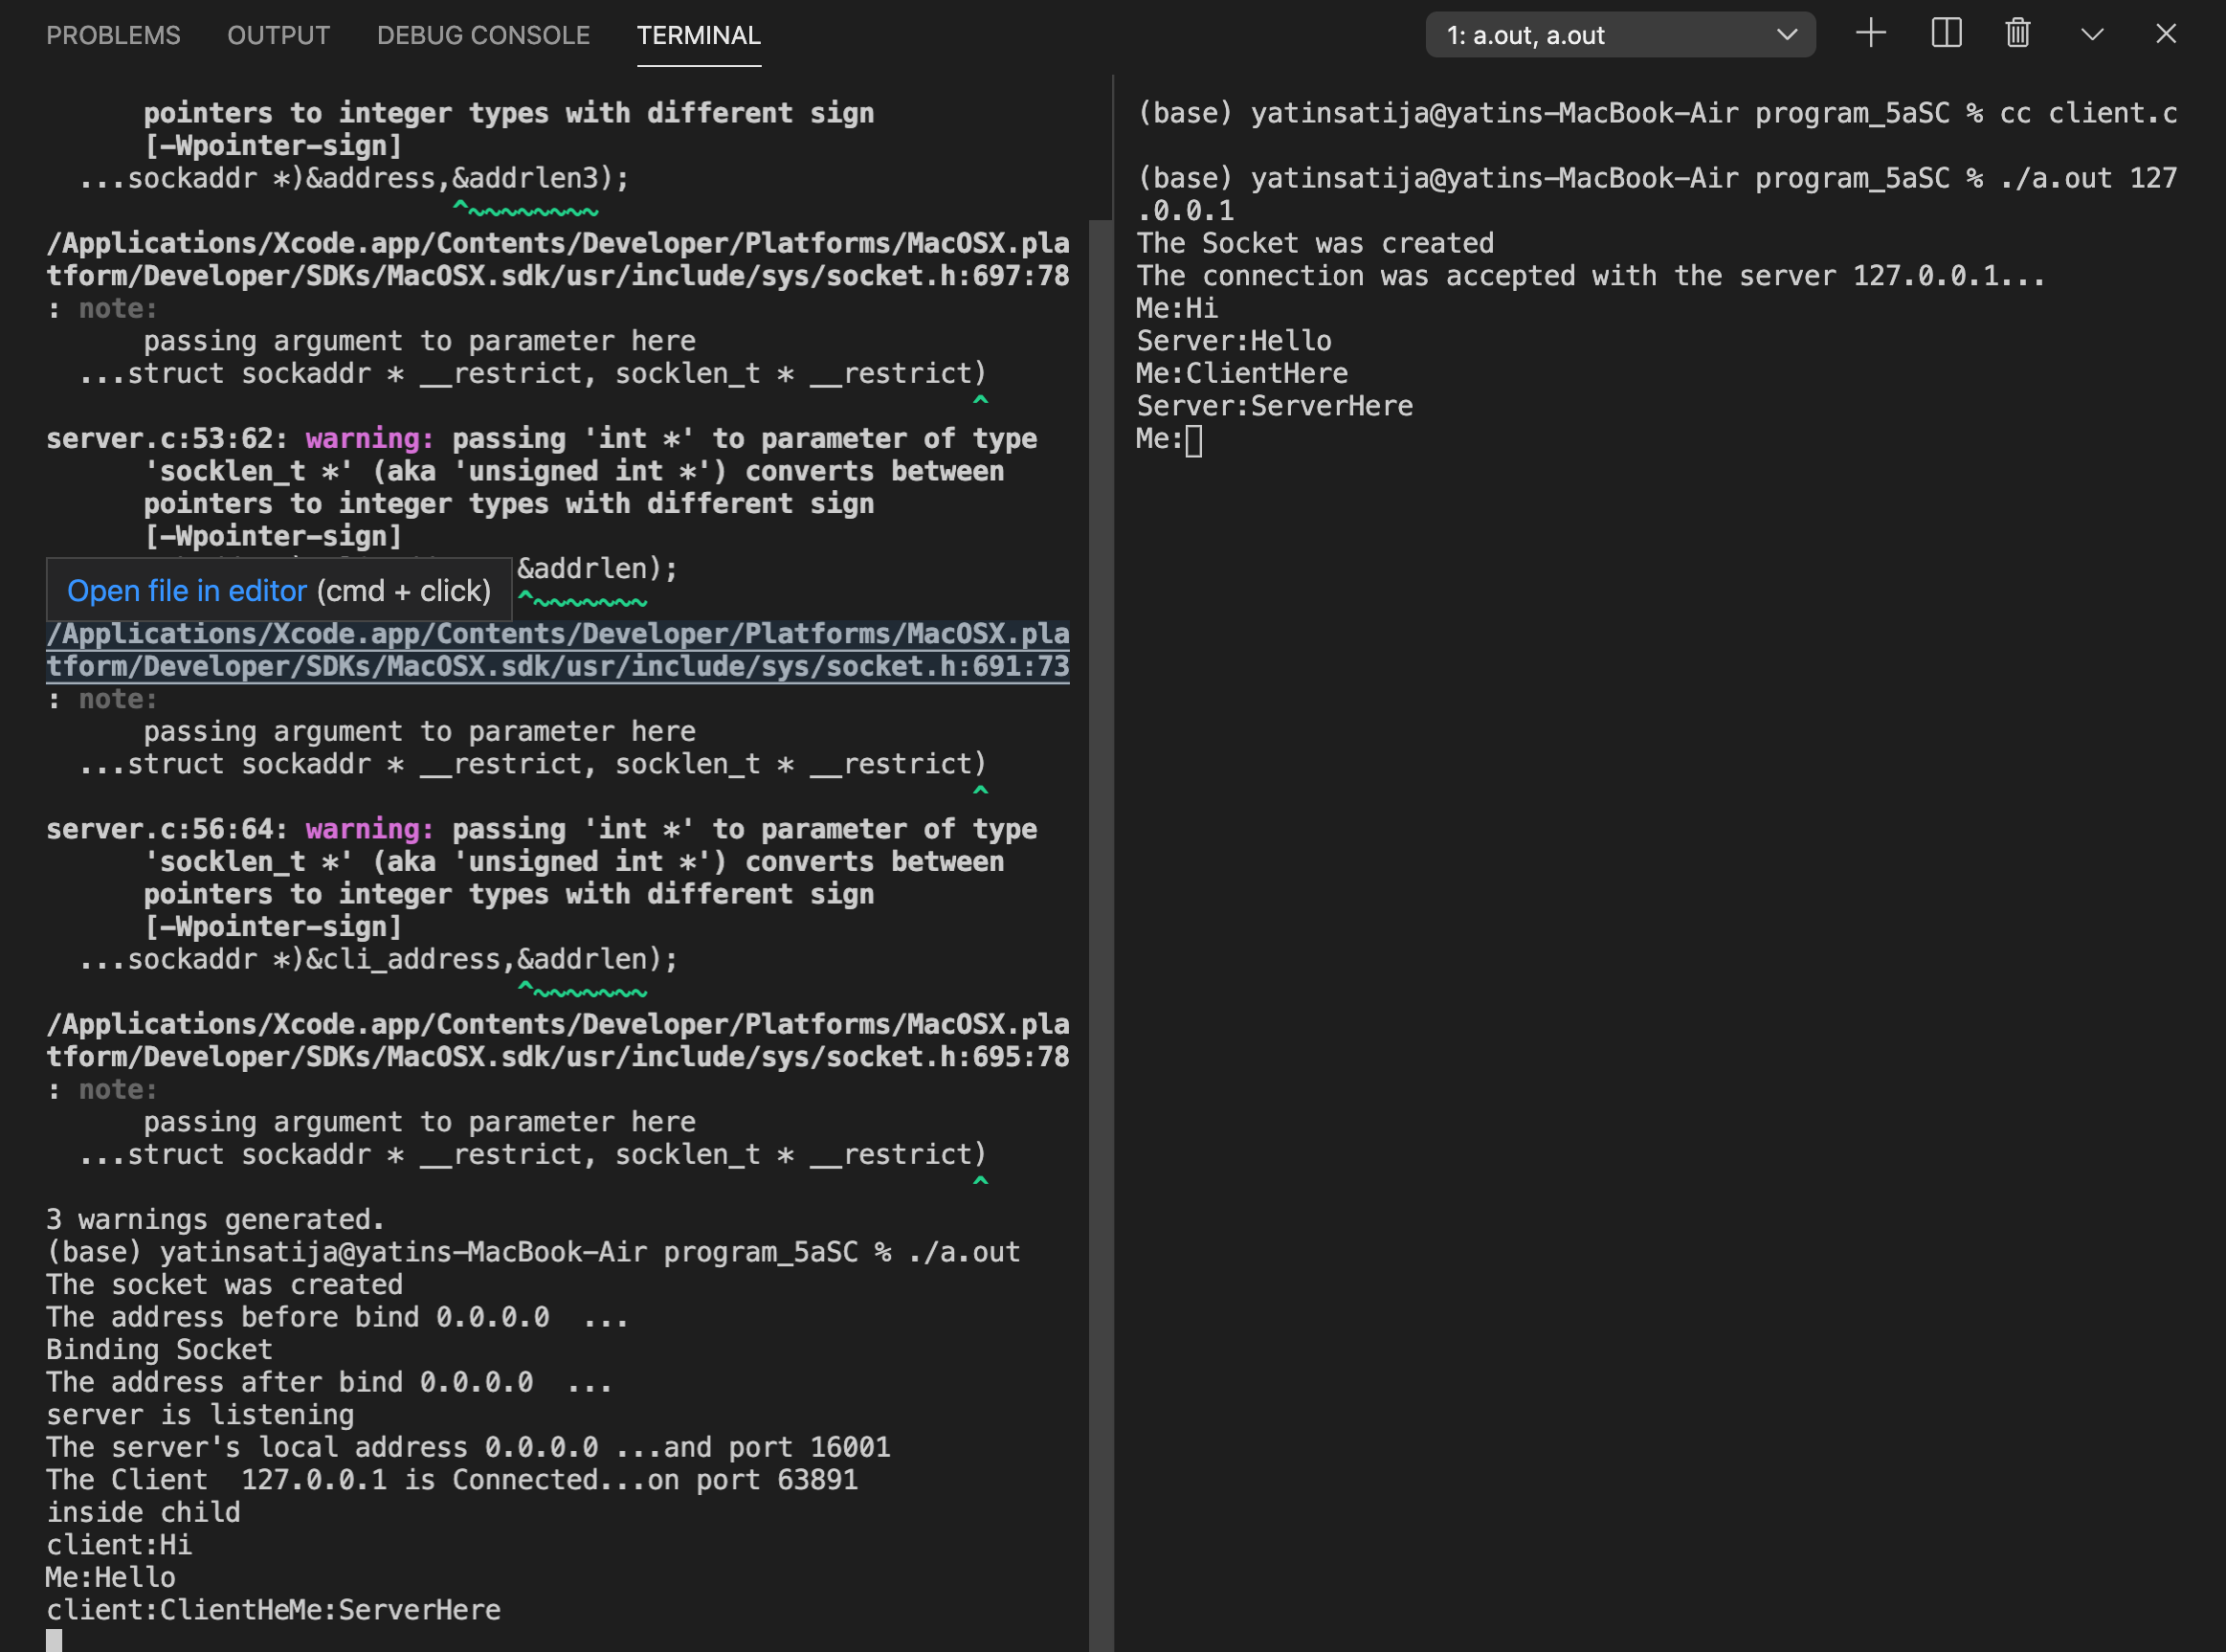 PROBLEMS OUTPUT DEBUG CONSOLE TERMINAL 1: a.out, a.out
pointers to integer types with different sign
[-Wpointer-sign]
...sockaddr *)&address,&addrlen3);
^~~~~~~~~
/Applications/Xcode.app/Contents/Developer/Platforms/MacOSX.pla
tform/Developer/SDKs/MacOSX.sdk/usr/include/sys/socket.h:697:78
: note:
passing argument to parameter here
...struct sockaddr * __restrict, socklen_t * __restrict)
^
server.c:53:62: warning: passing 'int *' to parameter of type
'socklen_t *' (aka 'unsigned int *') converts between
pointers to integer types with different sign
[-Wpointer-sign]
&addrlen);
Open file in editor (cmd + click)
^~~~~~~~
/Applications/Xcode.app/Contents/Developer/Platforms/MacOSX.pla
tform/Developer/SDKs/MacOSX.sdk/usr/include/sys/socket.h:691:73
: note:
passing argument to parameter here
...struct sockaddr * __restrict, socklen_t * __restrict)
^
server.c:56:64: warning: passing 'int *' to parameter of type
'socklen_t *' (aka 'unsigned int *') converts between
pointers to integer types with different sign
[-Wpointer-sign]
...sockaddr *)&cli_address,&addrlen);
^~~~~~~~
/Applications/Xcode.app/Contents/Developer/Platforms/MacOSX.pla
tform/Developer/SDKs/MacOSX.sdk/usr/include/sys/socket.h:695:78
: note:
passing argument to parameter here
...struct sockaddr * __restrict, socklen_t * __restrict)
^
3 warnings generated.
(base) yatinsatija@yatins-MacBook-Air program_5aSC % ./a.out
The socket was created
The address before bind 0.0.0.0  ...
Binding Socket
The address after bind 0.0.0.0  ...
server is listening
The server's local address 0.0.0.0 ...and port 16001
The Client  127.0.0.1 is Connected...on port 63891
inside child
client:Hi
Me:Hello
client:ClientHeMe:ServerHere
(base) yatinsatija@yatins-MacBook-Air program_5aSC % cc client.c
(base) yatinsatija@yatins-MacBook-Air program_5aSC % ./a.out 127
.0.0.1
The Socket was created
The connection was accepted with the server 127.0.0.1...
Me:Hi
Server:Hello
Me:ClientHere
Server:ServerHere
Me: